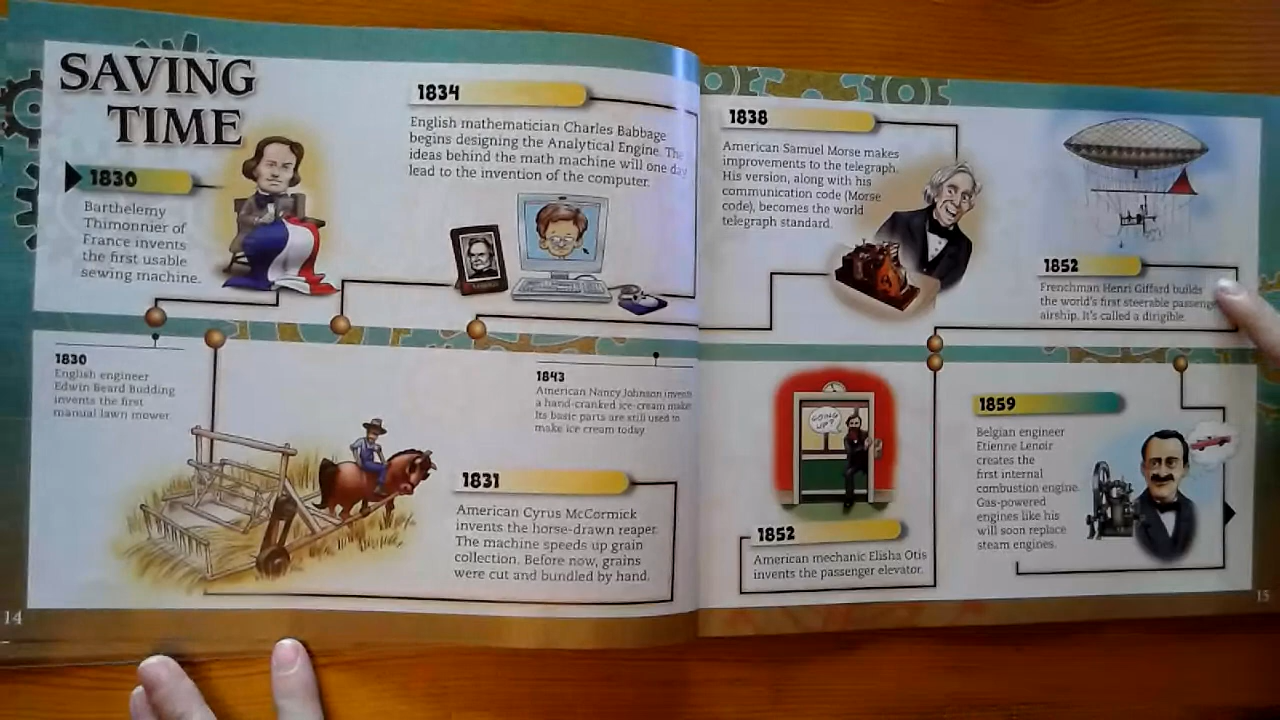 SAVING
TIME
1830
Barthelemy
Thimonnier of
France invents
the first usable
sewing machine.
1834
English mathematician Charles Babbage
begins designing the Analytical Engine. The
ideas behind the math machine will one day
lead to the invention of the computer.
1830
English engineer
Edwin Beard Budding
invents the first
manual lawn mower
1843
American Nancy Johnson invents
a hand-cranked ice-cream
Its basic parts are still used to
make ice cream today
1831
American Cyrus McCormick
invents the horse-drawn reaper.
The machine speeds up grain
collection. Before now, grains
were cut and bundled by hand.
14
1838
American Samuel Morse makes
improvements to the telegraph.
His version, along with his
communication code (Morse
code), becomes the world
telegraph standard.
1852
Frenchman Henri Giffard builds
the world's first steerable
airship. It's called a dirigible.
GOING
UP?
1852
American mechanic Elisha Otis
invents the passenger elevator.
1859
Belgian engineer
Etienne Lenoir
creates the
first internal
combustion engine.
Gas-powered
engines like his
will soon replace
steam engines.
15